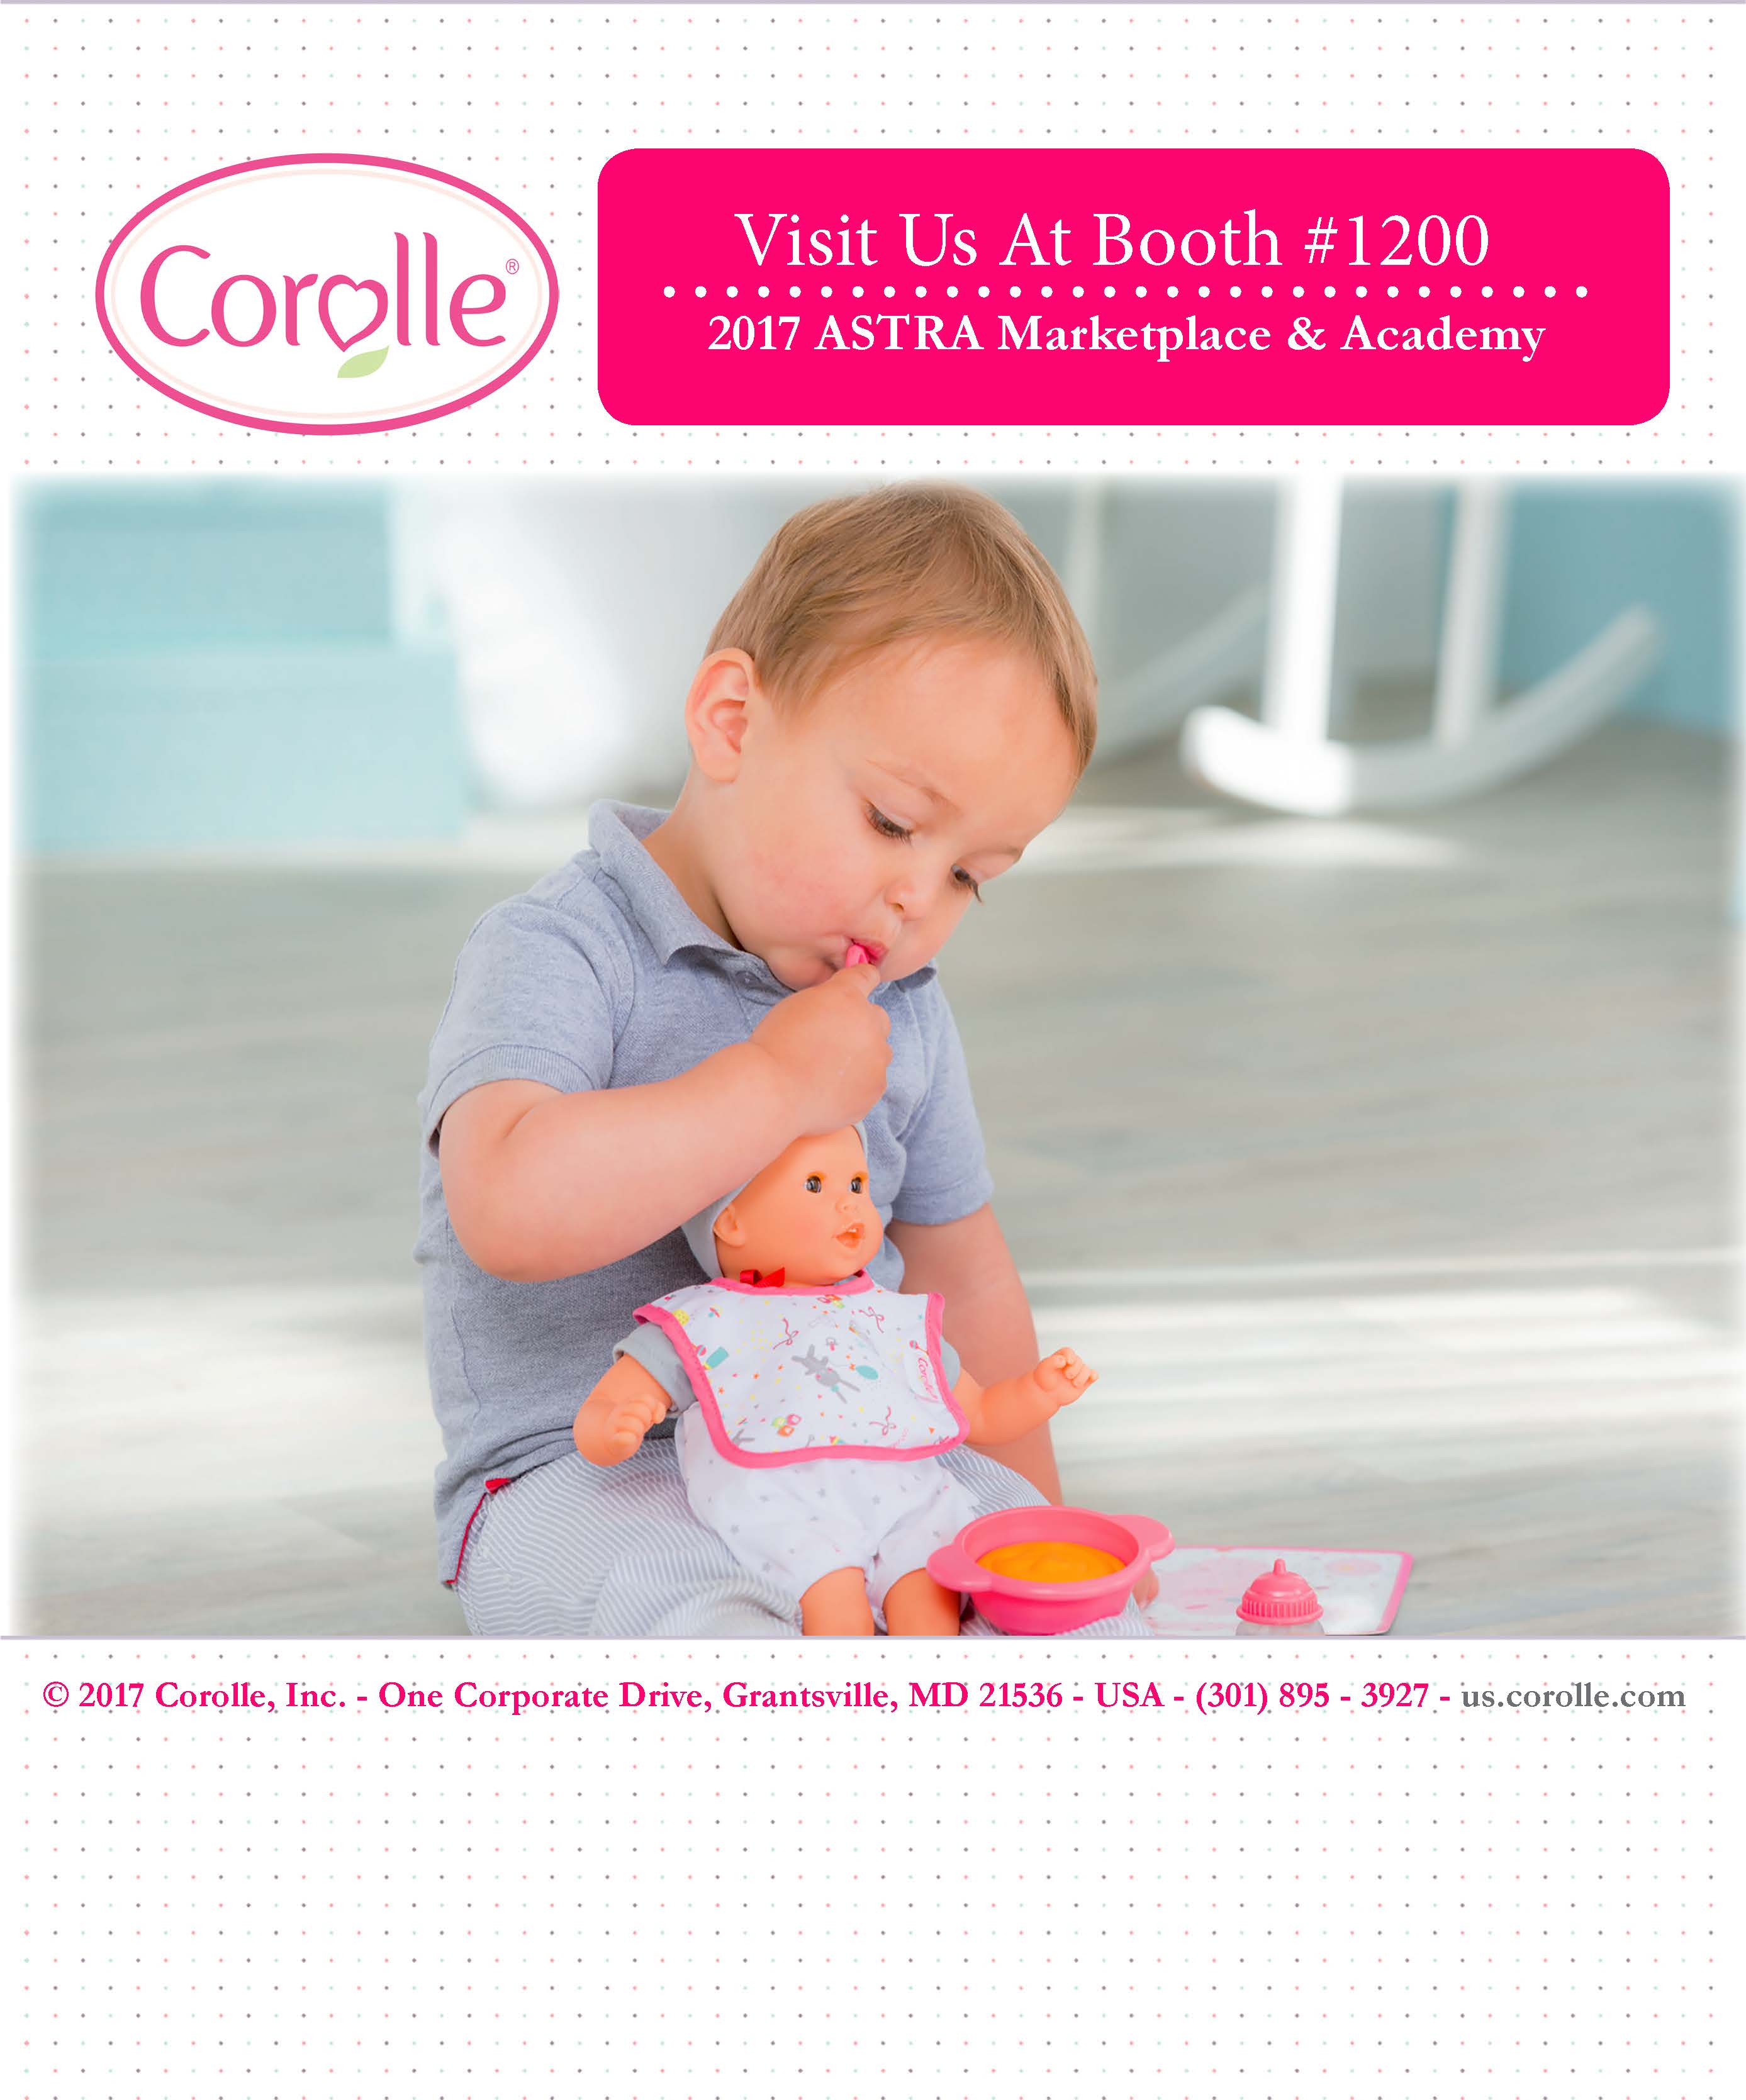 Corolle®
Visit Us At Booth #1200
2017 ASTRA Marketplace & Academy
Corolle
© 2017 Corolle, Inc. - One Corporate Drive, Grantsville, MD 21536 - USA - (301) 895 - 3927 - us.corolle.com